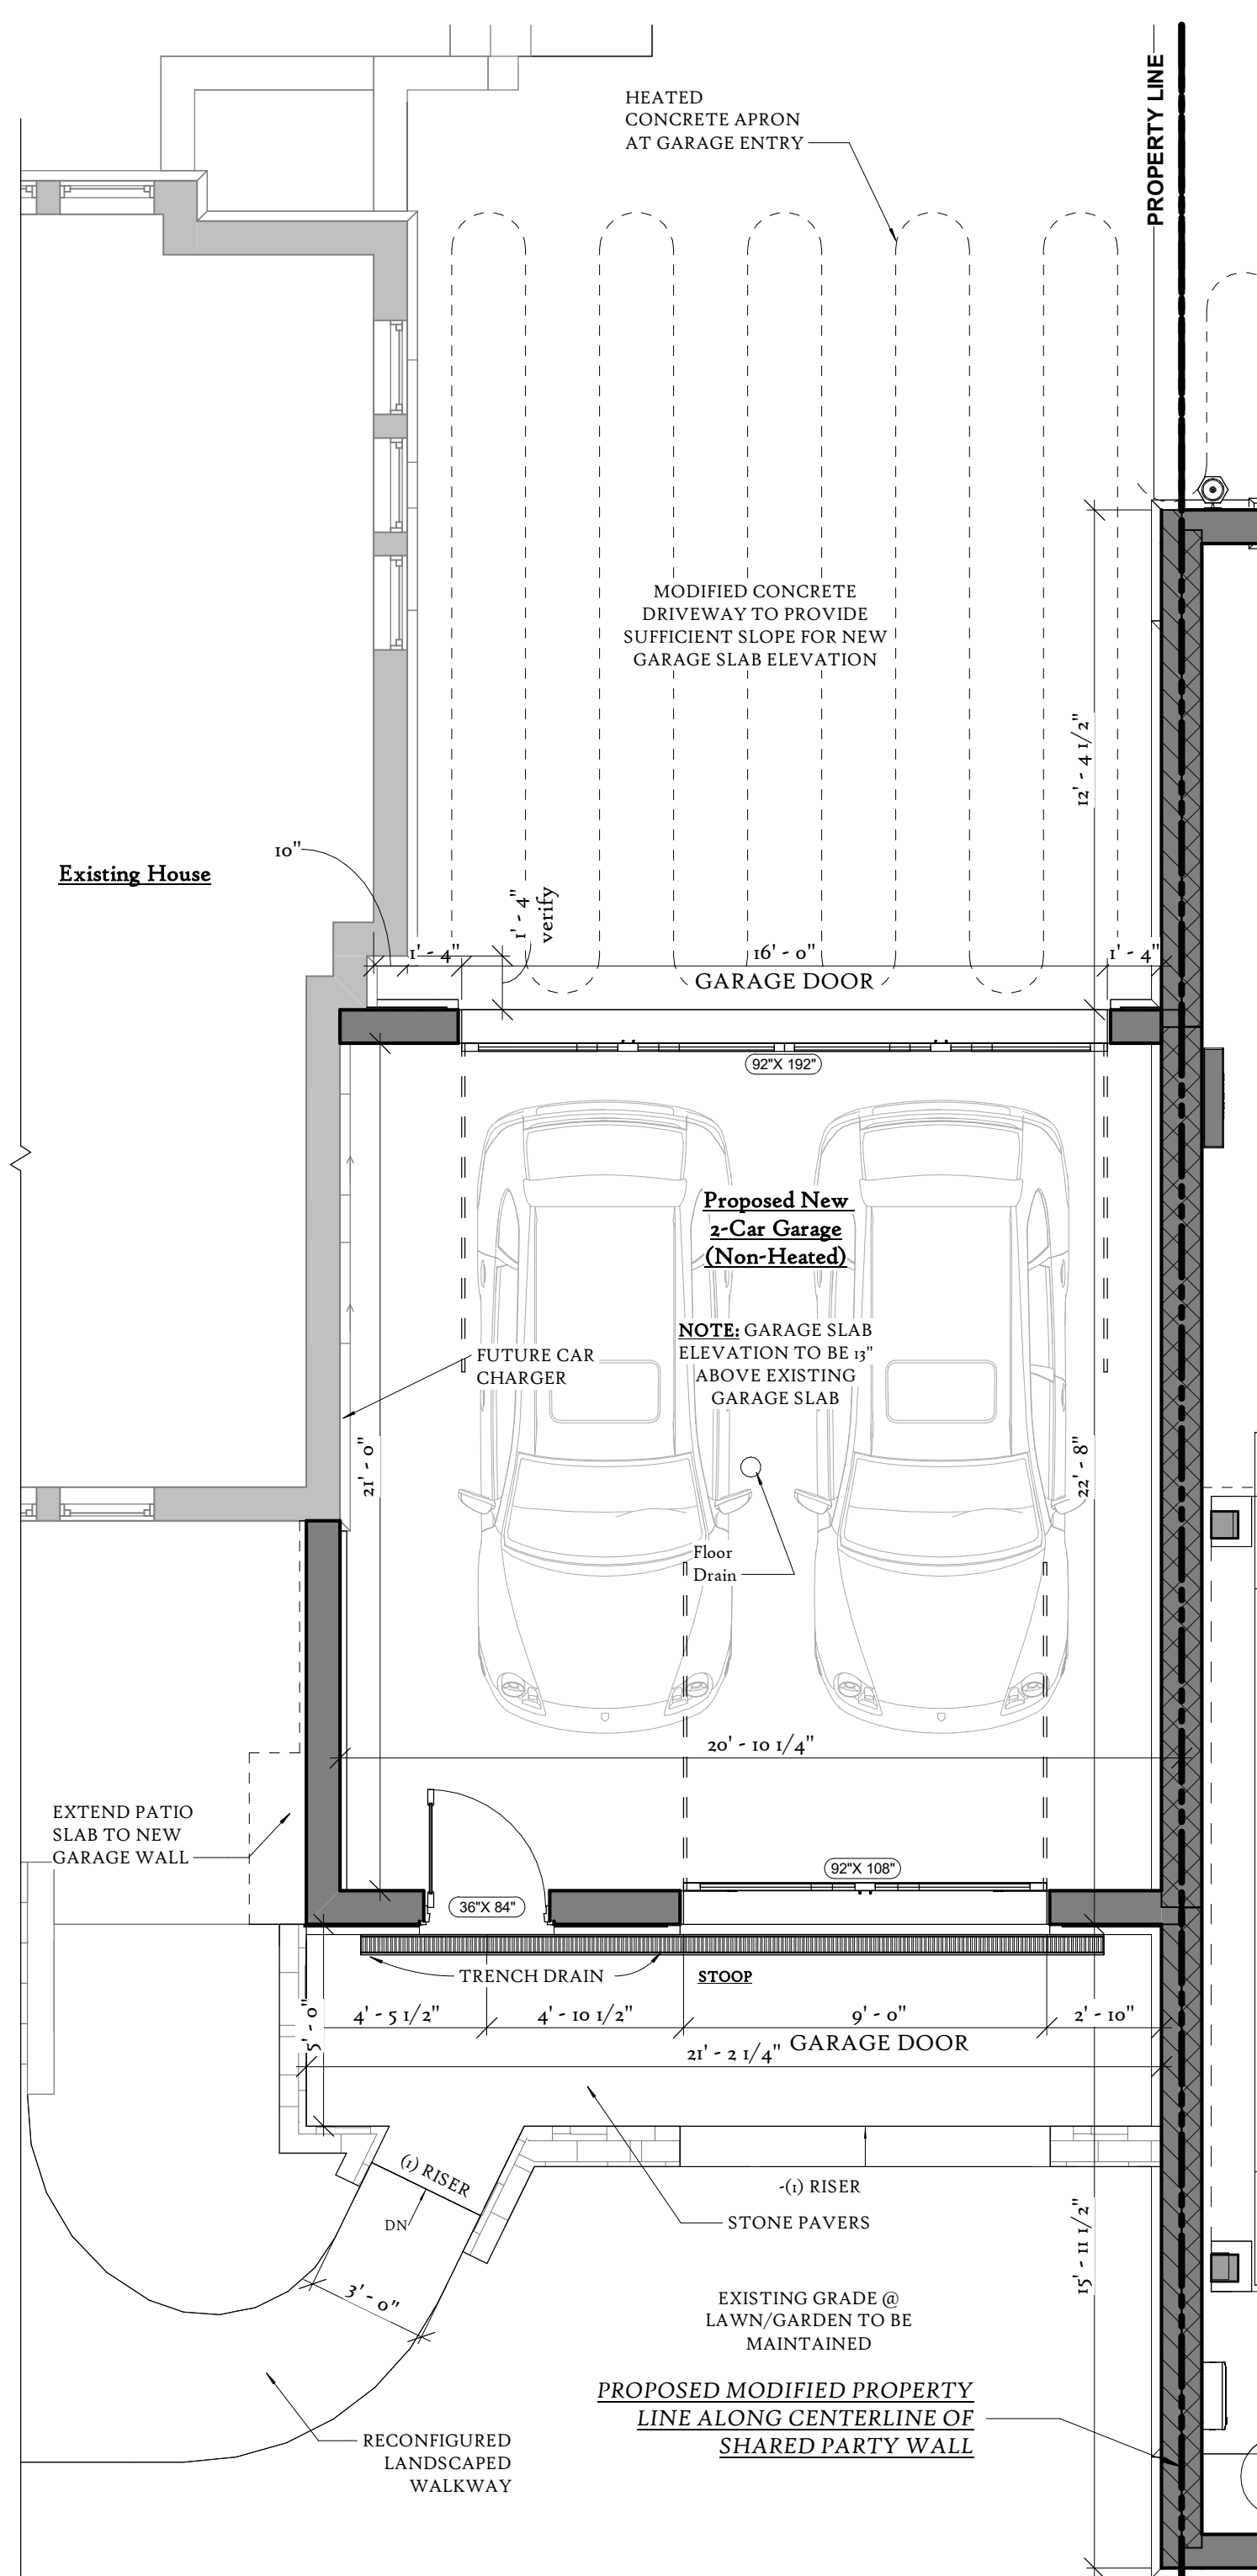 PROPERTY LINE
HEATED
CONCRETE APRON
AT GARAGE ENTRY
MODIFIED CONCRETE
DRIVEWAY TO PROVIDE
SUFFICIENT SLOPE FOR NEW
GARAGE SLAB ELEVATION
12' - 4 1/2"
10"
Existing House
1' - 4"
verify
1' - 4"
16' - 0"
1' - 4"
GARAGE DOOR
92"X 192"
Proposed New
2-Car Garage
(Non-Heated)
NOTE: GARAGE SLAB
ELEVATION TO BE 13"
ABOVE EXISTING
GARAGE SLAB
FUTURE CAR
CHARGER
21' - 0"
22' - 8"
Floor
Drain
20' - 10 1/4"
EXTEND PATIO
SLAB TO NEW
GARAGE WALL
92"X 108"
36"X 84"
TRENCH DRAIN
STOOP
5' - 0"
4' - 5 1/2"
4' - 10 1/2"
9' - 0"
2' - 10"
GARAGE DOOR
21' - 2 1/4"
(1) RISER
DN
-(1) RISER
STONE PAVERS
15' - 11 1/2"
3' - 0"
EXISTING GRADE @
LAWN/GARDEN TO BE
MAINTAINED
PROPOSED MODIFIED PROPERTY
LINE ALONG CENTERLINE OF
SHARED PARTY WALL
RECONFIGURED
LANDSCAPED
WALKWAY